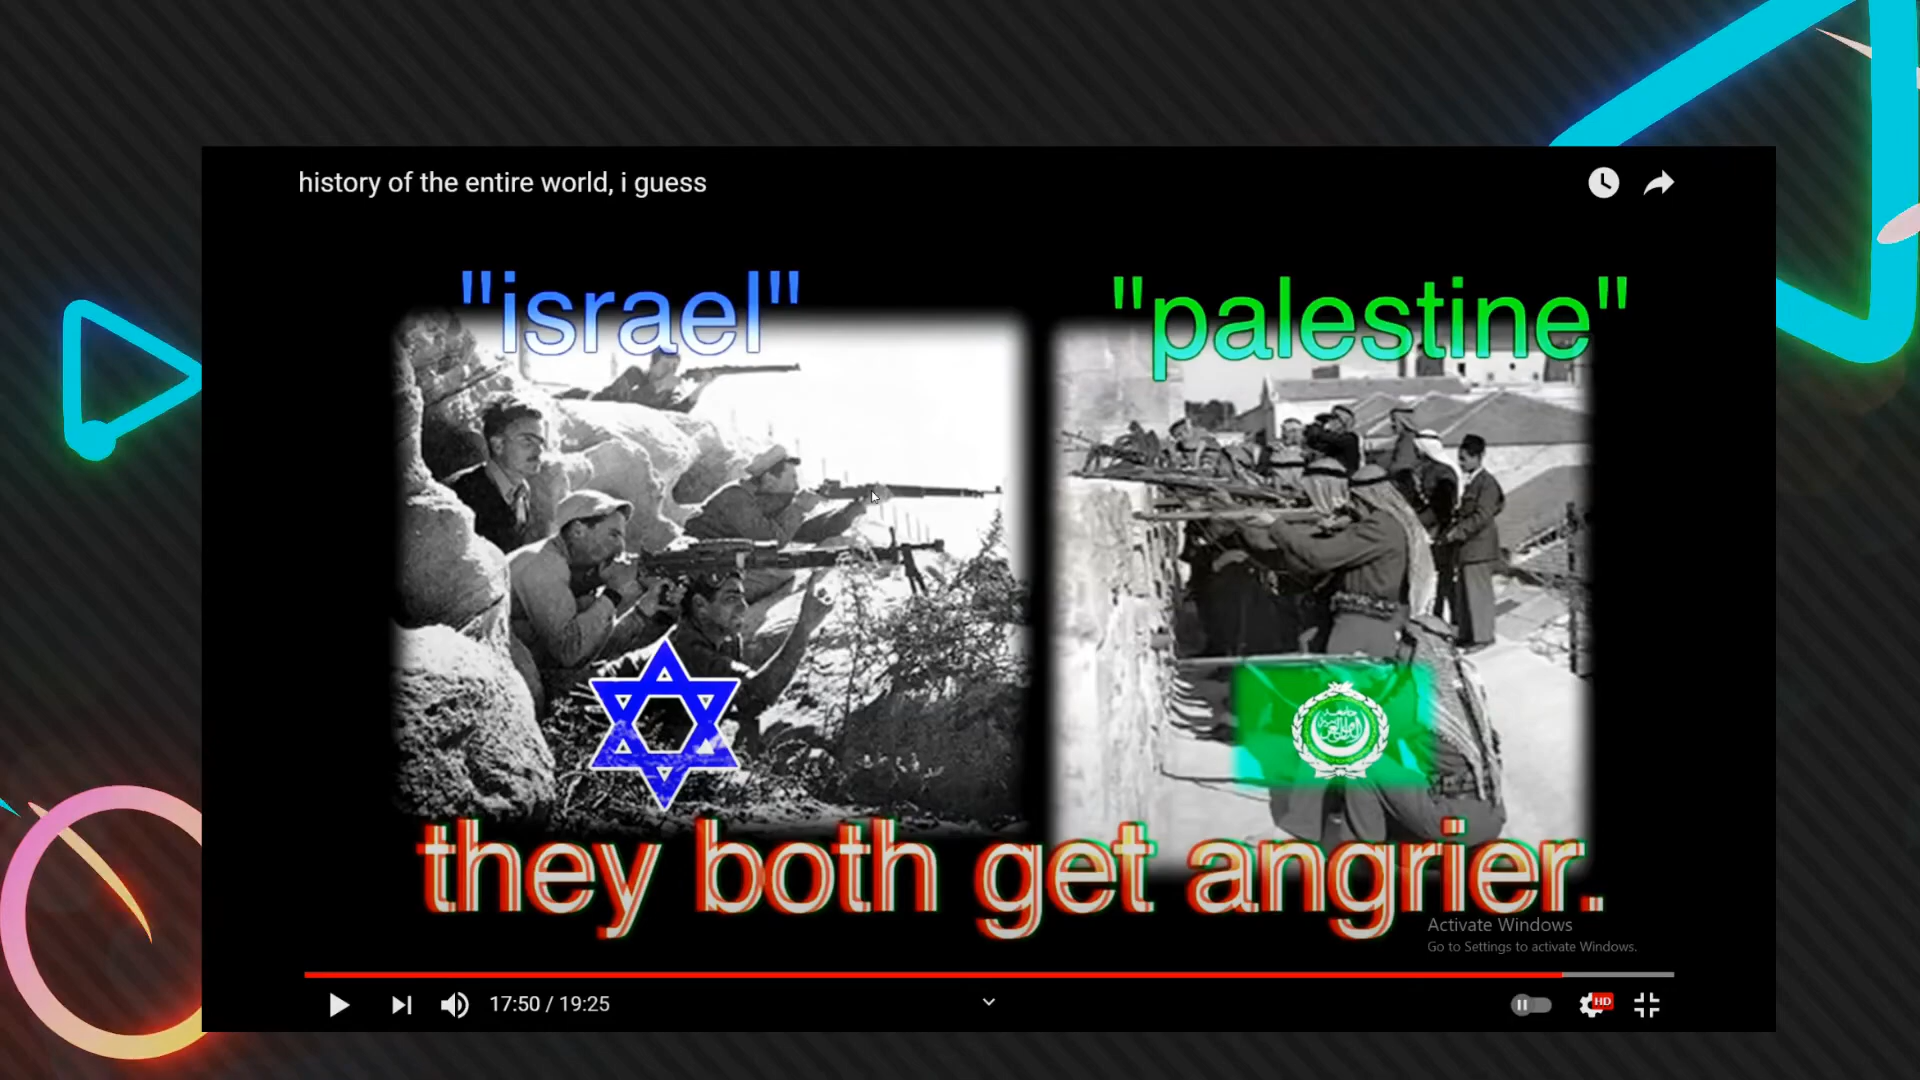 history of the entire world, i guess
"israel"
"palestine"
they both get angrier.
Activate Windows
Go to Settings to activate Windows.
17:50 / 19:25
HD